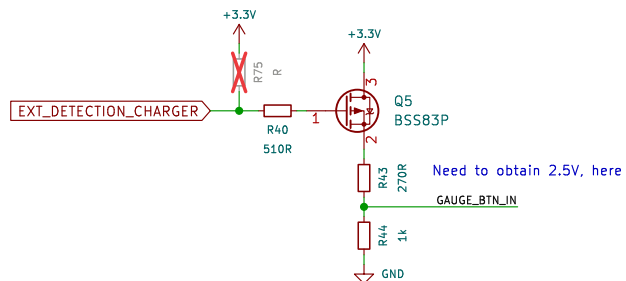 +3.3V
+3.3V
R75
R
EXT_DETECTION_CHARGER
R40
510R
1
3
Q5
BSS83P
2
R43
270R
Need to obtain 2.5V, here
GAUGE_BTN_IN
R44
1k
GND